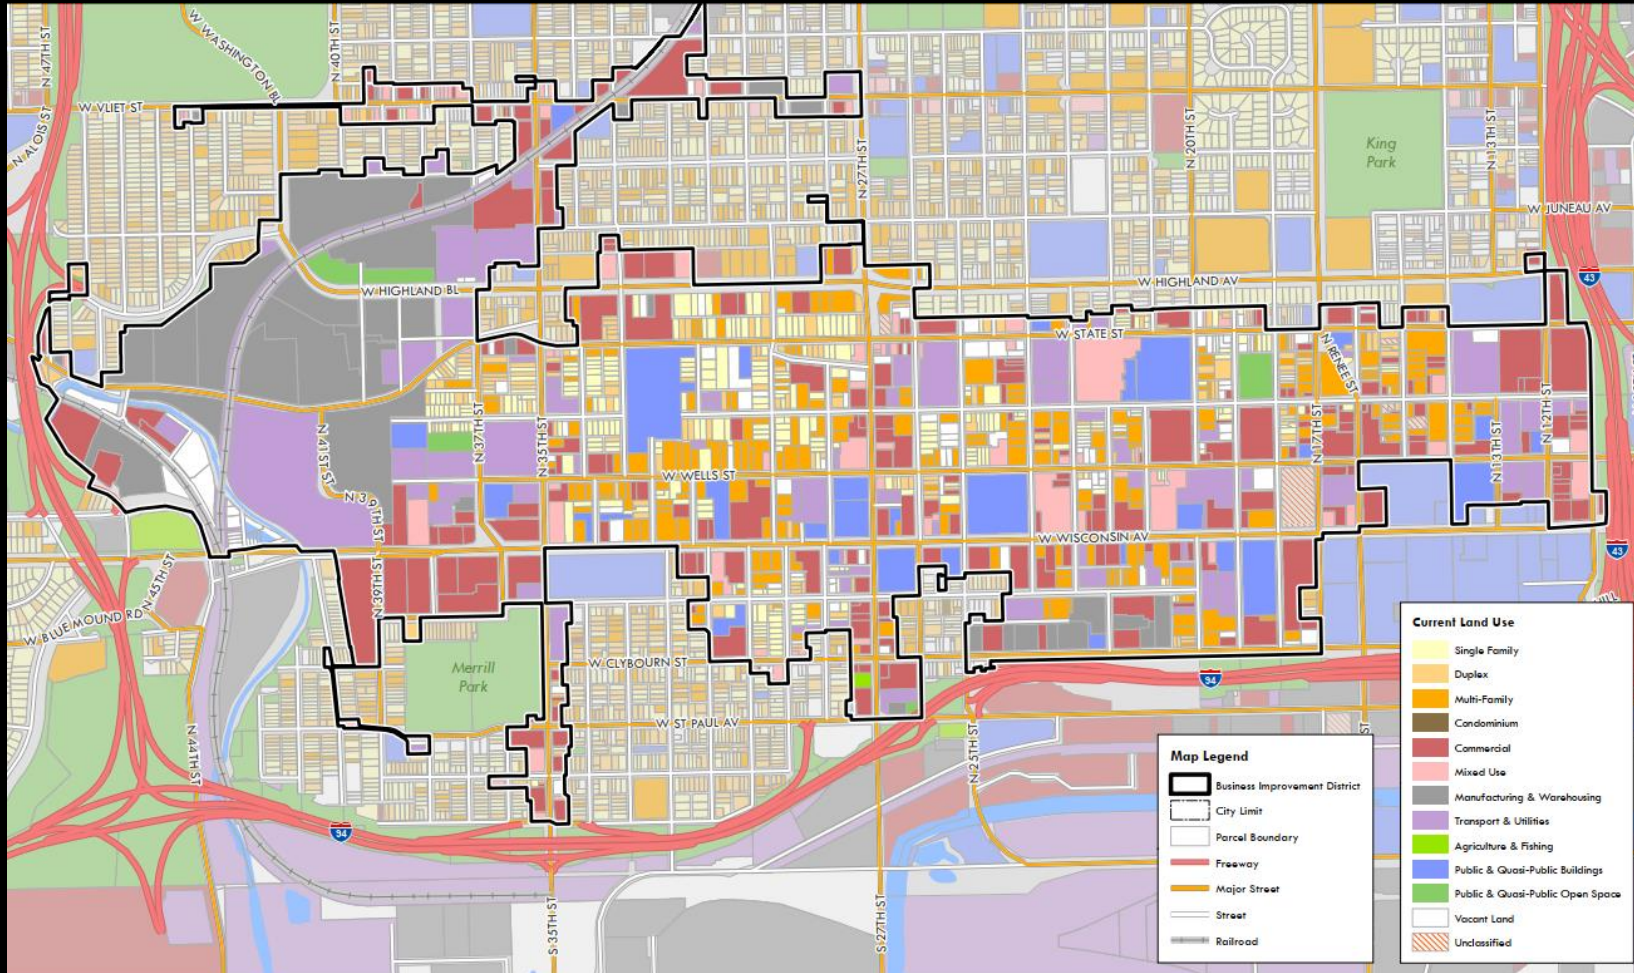 N 47TH ST
W WASHINGTON BL
N 40TH ST
W VLIET ST
N ALOIS ST
N 27TH ST
N 20TH ST
King
Park
N 13TH ST
W JUNEAU AV
W HIGHLAND BL
W HIGHLAND AV
43
W STATE ST
N RENEE ST
N 41ST ST
N 37TH ST
N 35TH ST
N 17TH ST
N 13TH ST
N 12TH ST
W WELLS ST
N 39TH ST
W WISCONSIN AV
43
N 45TH ST
N 39TH ST
W BLUE MOUND RD
Merrill
Park
W CLYBOURN ST
94
W ST PAUL AV
N 44TH ST
N 25TH ST
ST
94
S 35TH ST
S 27TH ST
Map Legend
Business Improvement District
City Limit
Parcel Boundary
Freeway
Major Street
Street
Railroad
Current Land Use
Single Family
Duplex
Multi-Family
Condominium
Commercial
Mixed Use
Manufacturing & Warehousing
Transport & Utilities
Agriculture & Fishing
Public & Quasi-Public Buildings
Public & Quasi-Public Open Space
Vacant Land
Unclassified